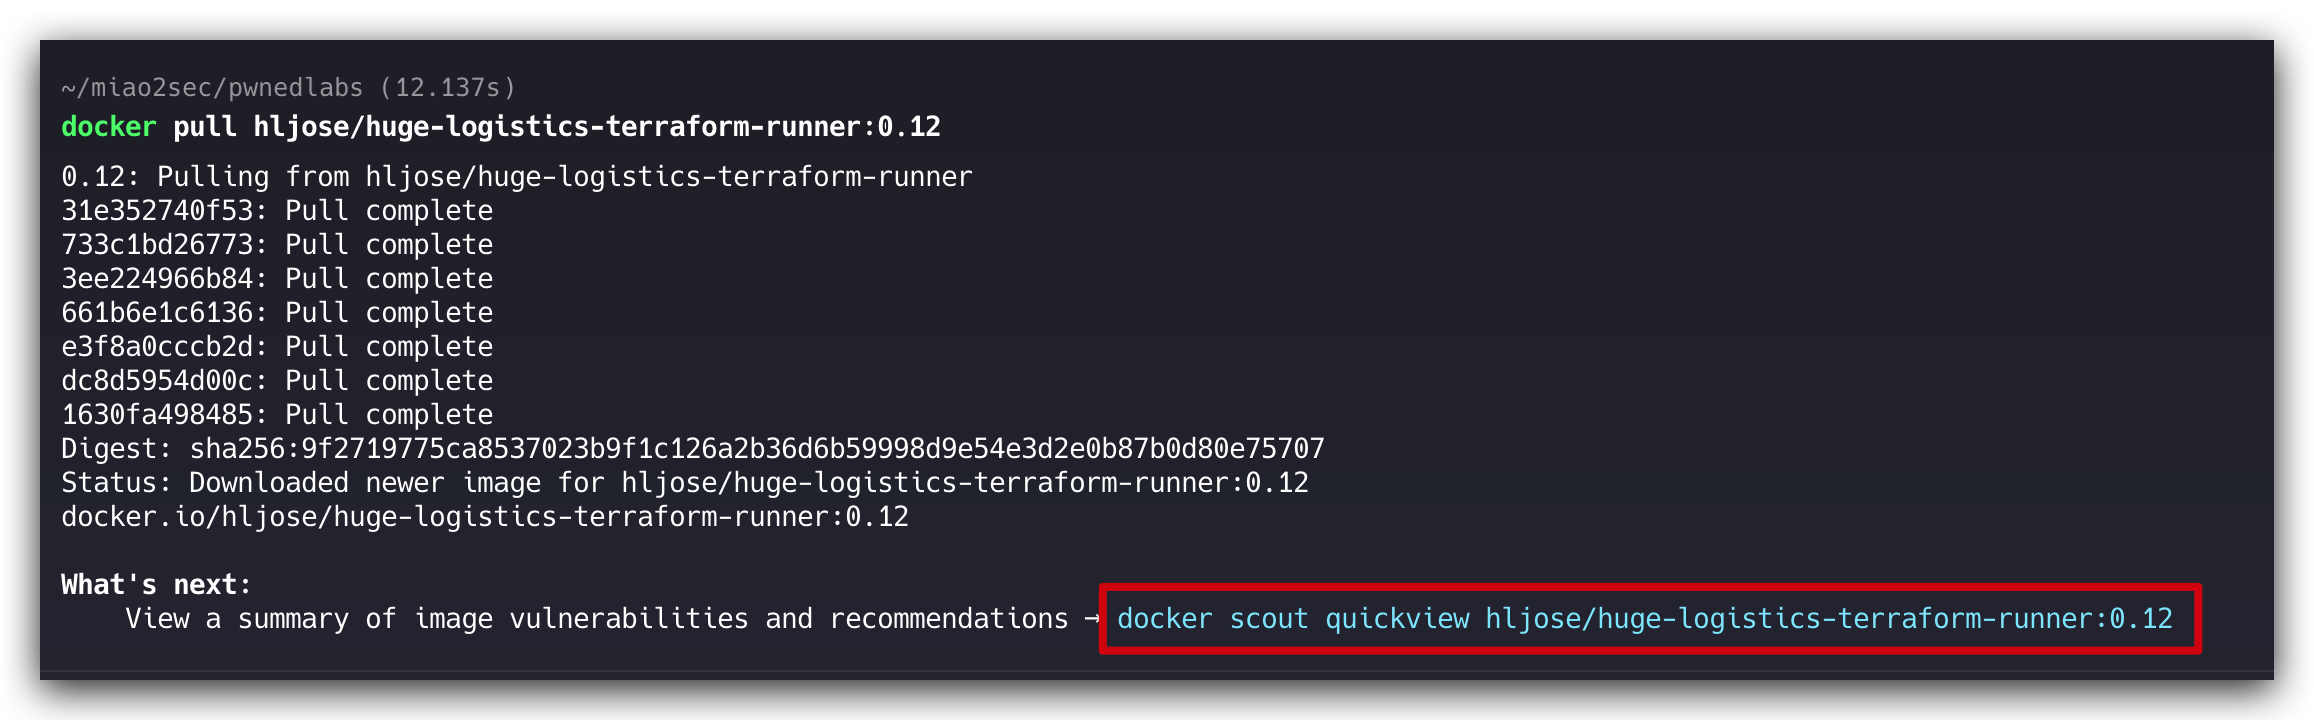 ~/miao2sec/pwnedlabs (12.137s)
docker pull hljose/huge-logistics-terraform-runner:0.12
0.12: Pulling from hljose/huge-logistics-terraform-runner
31e352740f53: Pull complete
733c1bd26773: Pull complete
3ee224966b84: Pull complete
661b6e1c6136: Pull complete
e3f8a0cccb2d: Pull complete
dc8d5954d00c: Pull complete
1630fa498485: Pull complete
Digest: sha256:9f2719775ca8537023b9f1c126a2b36d6b59998d9e54e3d2e0b87b0d80e75707
Status: Downloaded newer image for hljose/huge-logistics-terraform-runner:0.12
docker.io/hljose/huge-logistics-terraform-runner:0.12
What's next:
View a summary of image vulnerabilities and recommendations → docker scout quickview hljose/huge-logistics-terraform-runner:0.12